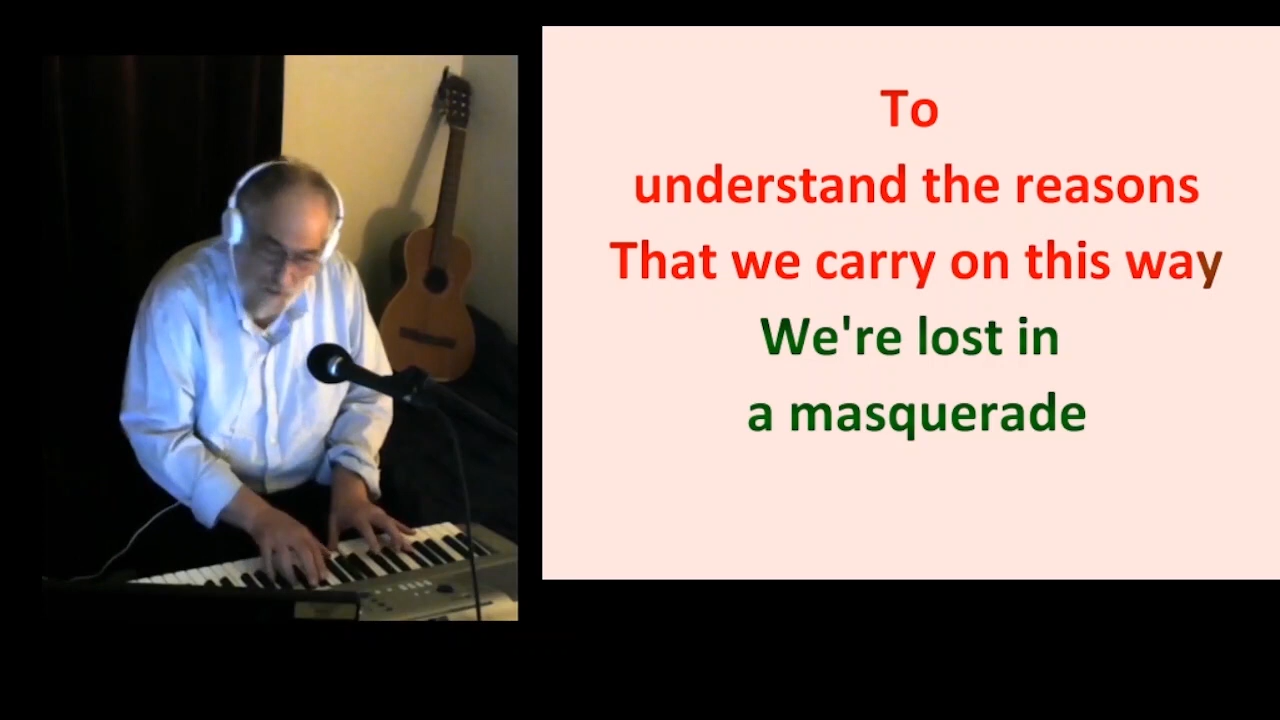 To
understand the reasons
That we carry on this way
We're lost in
a masquerade